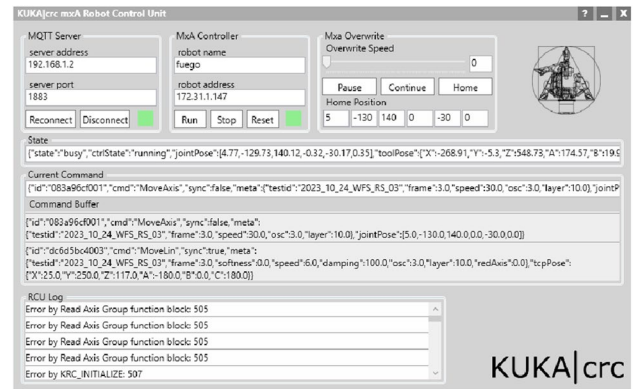 KUKA|crc mxA Robot Control Unit
? _ X
MQTT Server
server address
192.168.1.2
server port
1883
Reconnect Disconnect
MxA Controller
robot name
fuego
robot address
172.31.1.147
Run Stop Reset
Mxa Overwrite
Overwrite Speed
0
Pause Continue Home
Home Position
5 -130 140 0 -30 0
State
{"state":"busy","ctrlState":"running","jointPose":[4.77,-129.73,140.12,-0.32,-30.17,0.35],"toolPose":{"X":-268.91,"Y":-5.3,"Z":548.73,"A":174.57,"B":19.9
Current Command
{"id":"083a96cf001","cmd":"MoveAxis","sync":false,"meta":{"testid":"2023_10_24_WFS_RS_03","frame":3.0,"speed":30.0,"osc":3.0,"layer":10.0},"jointP
Command Buffer
{"id":"083a96cf001","cmd":"MoveAxis","sync":false,"meta":
{"testid":"2023_10_24_WFS_RS_03","frame":3.0,"speed":30.0,"osc":3.0,"layer":10.0},"jointPose":[5.0,-130.0,140.0,0.0,-30.0,0.0]}
{"id":"dc6d5bc4003","cmd":"MoveLin","sync":true,"meta":
{"testid":"2023_10_24_WFS_RS_03","frame":3.0,"softness":0.0,"speed":6.0,"damping":100.0,"osc":3.0,"layer":10.0,"redAxis":0.0},"tcpPose":
{"X":25.0,"Y":250.0,"Z":117.0,"A":-180.0,"B":0.0,"C":180.0}}
RCU Log
Error by Read Axis Group function block: 505
Error by Read Axis Group function block: 505
Error by Read Axis Group function block: 505
Error by Read Axis Group function block: 505
Error by KRC_INITIALIZE: 507
KUKA|crc